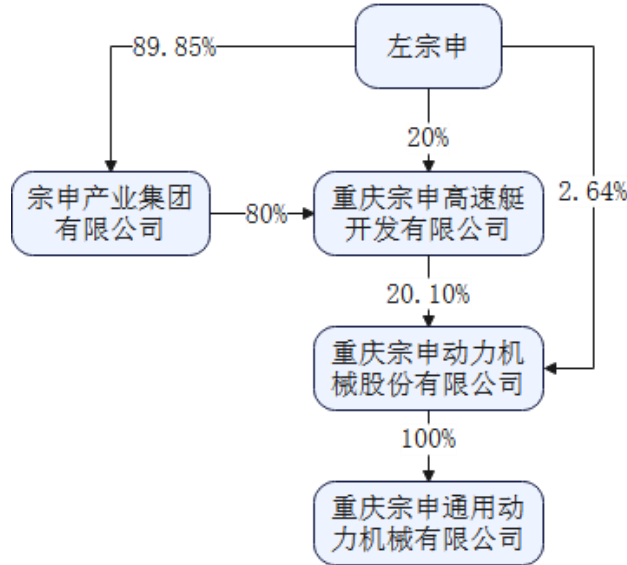 左宗申
89.85%
20%
2.64%
宗申产业集团
有限公司
80%
重庆宗申高速艇
开发有限公司
20.10%
重庆宗申动力机
械股份有限公司
100%
重庆宗申通用动
力机械有限公司